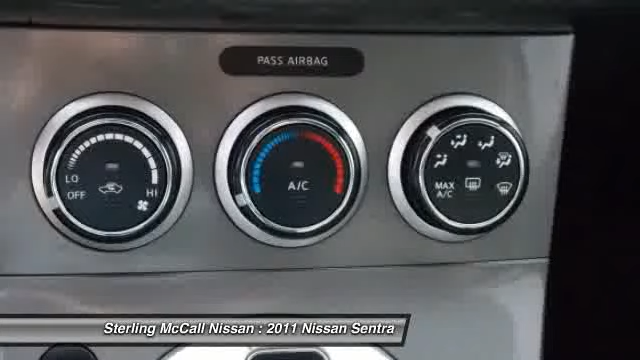 PASS AIRBAG
LO
OFF
HI
A/C
MAX
A/C
Sterling McCall Nissan : 2011 Nissan Sentra